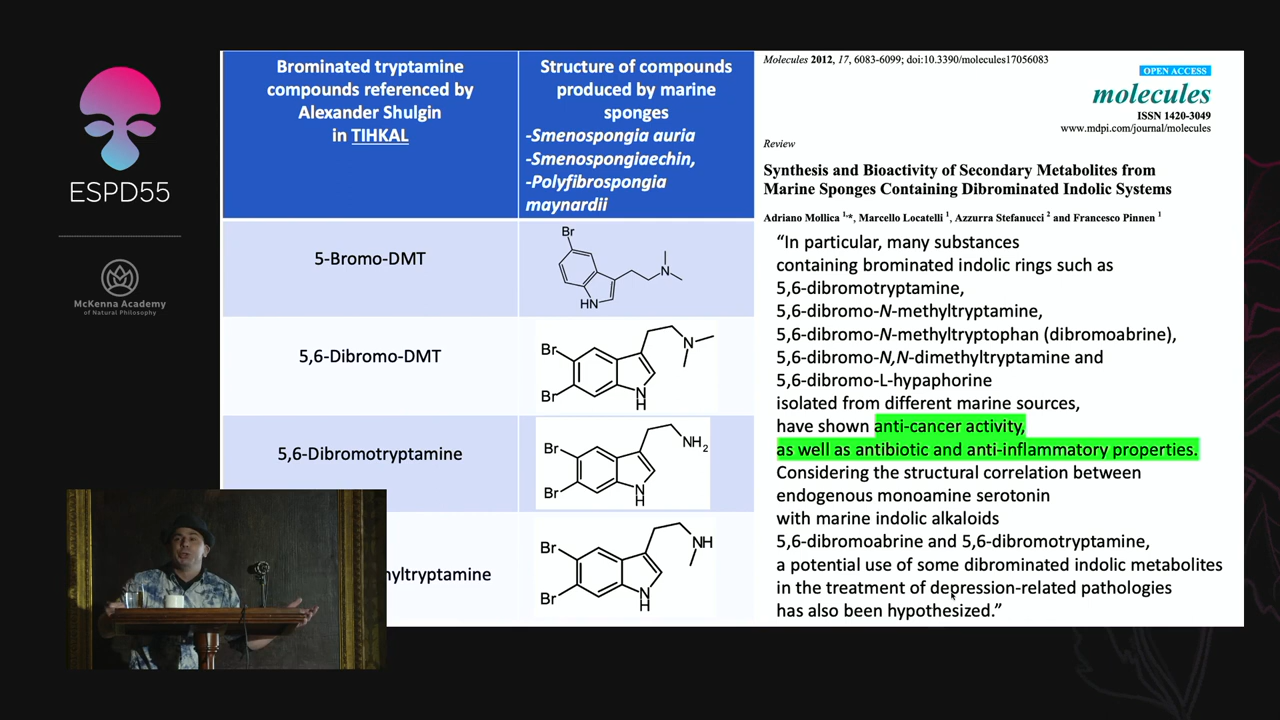 ESPD55
McKenna Academy
of Natural Philosophy
Brominated tryptamine
compounds referenced by
Alexander Shulgin
in TIHKAL
Structure of compounds
produced by marine
sponges
-Smenospongia auria
-Smenospongiaechin,
-Polyfibrospongia
maynardii
5-Bromo-DMT
Br
N
HN
5,6-Dibromo-DMT
Br
Br
N
N
H
5,6-Dibromotryptamine
Br
Br
NH2
N
H
yltryptamine
Br
Br
NH
N
H
Molecules 2012, 17, 6083-6099; doi:10.3390/molecules17056083
OPEN ACCESS
molecules
ISSN 1420-3049
www.mdpi.com/journal/molecules
Review
Synthesis and Bioactivity of Secondary Metabolites from
Marine Sponges Containing Dibrominated Indolic Systems
Adriano Mollica 1,*, Marcello Locatelli 1, Azzurra Stefanucci 2 and Francesco Pinnen 1
“In particular, many substances
containing brominated indolic rings such as
5,6-dibromotryptamine,
5,6-dibromo-N-methyltryptamine,
5,6-dibromo-N-methyltryptophan (dibromoabrine),
5,6-dibromo-N,N-dimethyltryptamine and
5,6-dibromo-L-hypaphorine
isolated from different marine sources,
have shown anti-cancer activity,
as well as antibiotic and anti-inflammatory properties.
Considering the structural correlation between
endogenous monoamine serotonin
with marine indolic alkaloids
5,6-dibromoabrine and 5,6-dibromotryptamine,
a potential use of some dibrominated indolic metabolites
in the treatment of depression-related pathologies
has also been hypothesized.”